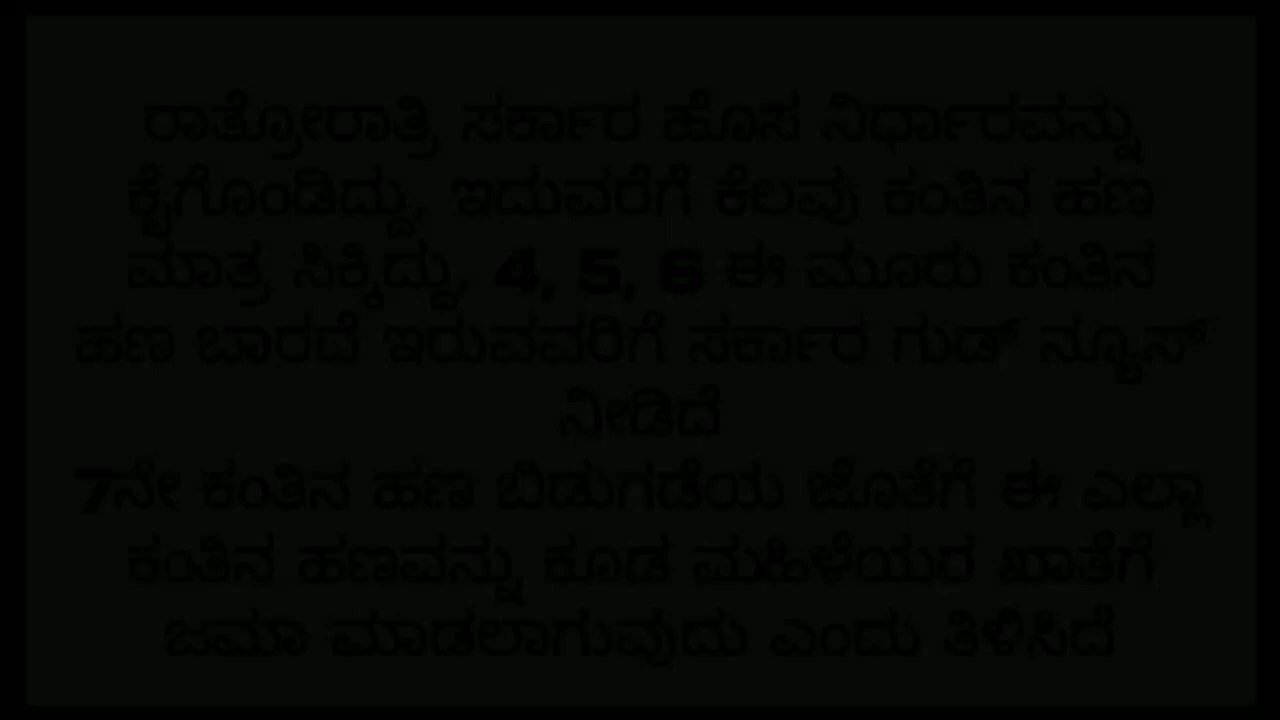 ರಾತ್ರೋರಾತ್ರಿ ಸರ್ಕಾರ ಹೊಸ ನಿರ್ಧಾರವನ್ನು
ಕೈಗೊಂಡಿದ್ದು, ಇದುವರೆಗೆ ಕೆಲವು ಕಂತಿನ ಹಣ
ಮಾತ್ರ ಸಿಕ್ಕಿದ್ದು, 4, 5, 6 ಈ ಮೂರು ಕಂತಿನ
ಹಣ ಬಾರದೆ ಇರುವವರಿಗೆ ಸರ್ಕಾರ ಗುಡ್ ನ್ಯೂಸ್
ನೀಡಿದೆ
7ನೇ ಕಂತಿನ ಹಣ ಬಿಡುಗಡೆಯ ಜೊತೆಗೆ ಈ ಎಲ್ಲಾ
ಕಂತಿನ ಹಣವನ್ನು ಕೂಡ ಮಹಿಳೆಯರ ಖಾತೆಗೆ
ಜಮಾ ಮಾಡಲಾಗುವುದು ಎಂದು ತಿಳಿಸಿದೆ